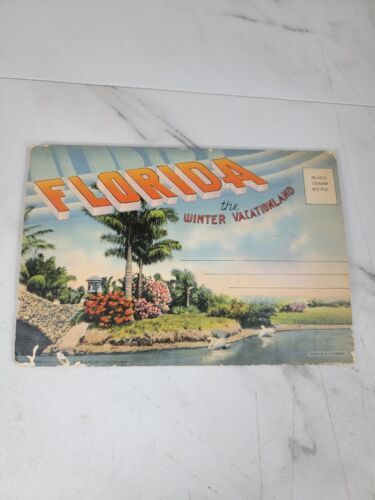 FLORIDA
the
WINTER VACATIONLAND
PLACE
STAMP
HERE